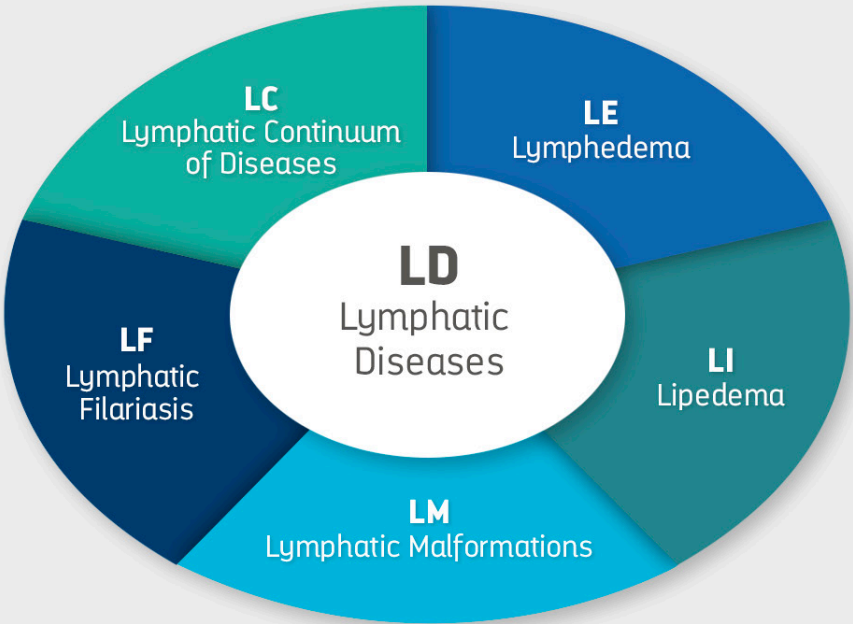 LC
Lymphatic Continuum
of Diseases
LE
Lymphedema
LD
Lymphatic
Diseases
LF
Lymphatic
Filariasis
LI
Lipedema
LM
Lymphatic Malformations